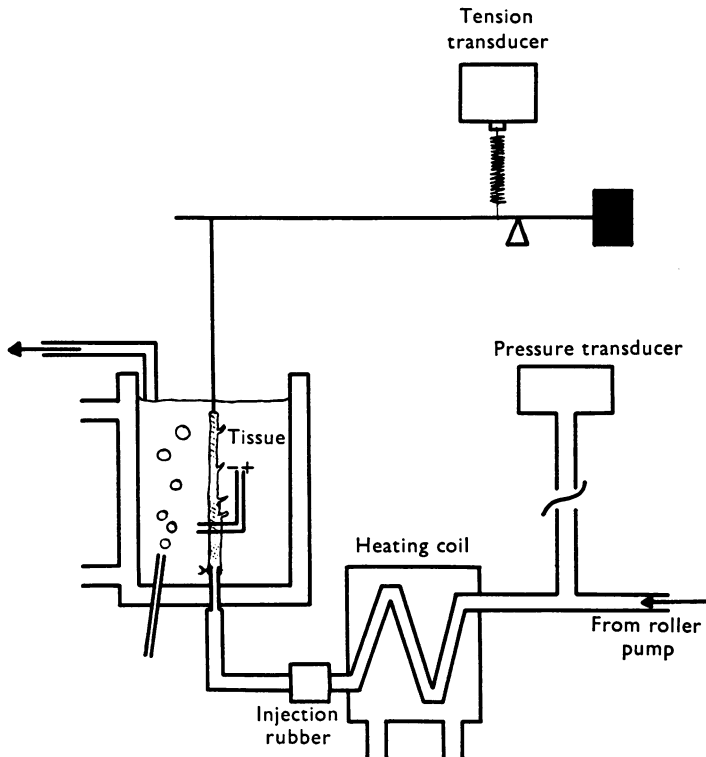 Tension
transducer
Pressure transducer
Tissue
- +
Heating coil
From roller
pump
Injection
rubber